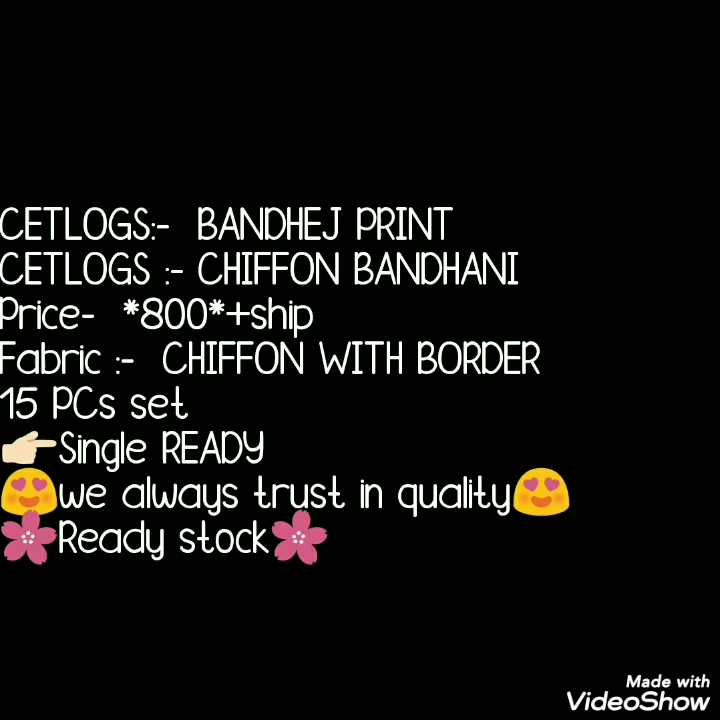 CETLOGS:- BANDHEJ PRINT
CETLOGS :- CHIFFON BANDHANI
Price- *800*+ship
Fabric :- CHIFFON WITH BORDER
15 PCs set
👉🏻Single READY
😍we always trust in quality😍
🌸Ready stock🌸
Made with
VideoShow